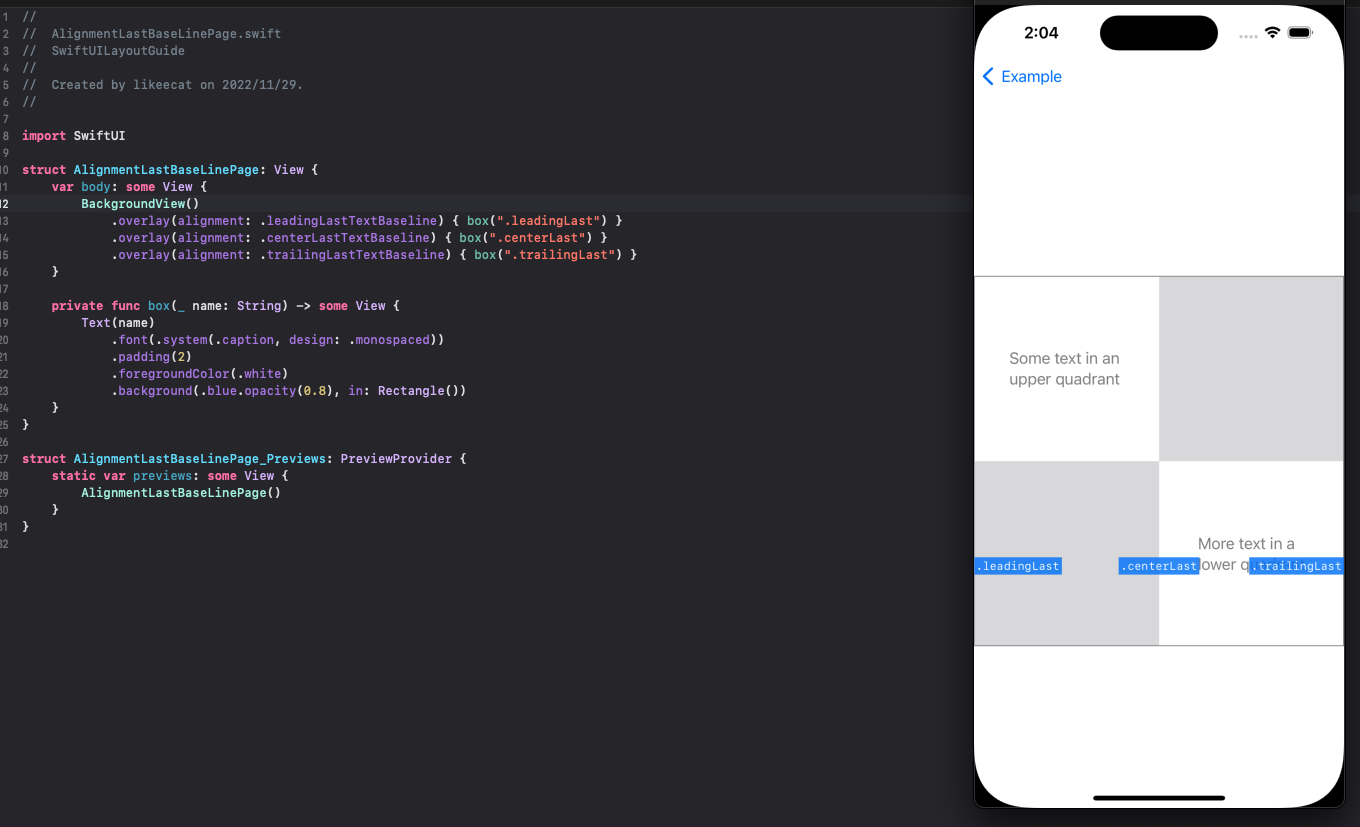 1 //
2 //  AlignmentLastBaseLinePage.swift
3 //  SwiftUILayoutGuide
4 //
5 //  Created by likeecat on 2022/11/29.
6 //
7
8 import SwiftUI
9
10 struct AlignmentLastBaseLinePage: View {
11     var body: some View {
12         BackgroundView()
13             .overlay(alignment: .leadingLastTextBaseline) { box(".leadingLast") }
14             .overlay(alignment: .centerLastTextBaseline) { box(".centerLast") }
15             .overlay(alignment: .trailingLastTextBaseline) { box(".trailingLast") }
16     }
17
18     private func box(_ name: String) -> some View {
19         Text(name)
20             .font(.system(.caption, design: .monospaced))
21             .padding(2)
22             .foregroundColor(.white)
23             .background(.blue.opacity(0.8), in: Rectangle())
24     }
25 }
26
27 struct AlignmentLastBaseLinePage_Previews: PreviewProvider {
28     static var previews: some View {
29         AlignmentLastBaseLinePage()
30     }
31 }
32
2:04
Example
Some text in an
upper quadrant
More text in a
.leadingLast .centerLast ower q .trailingLast